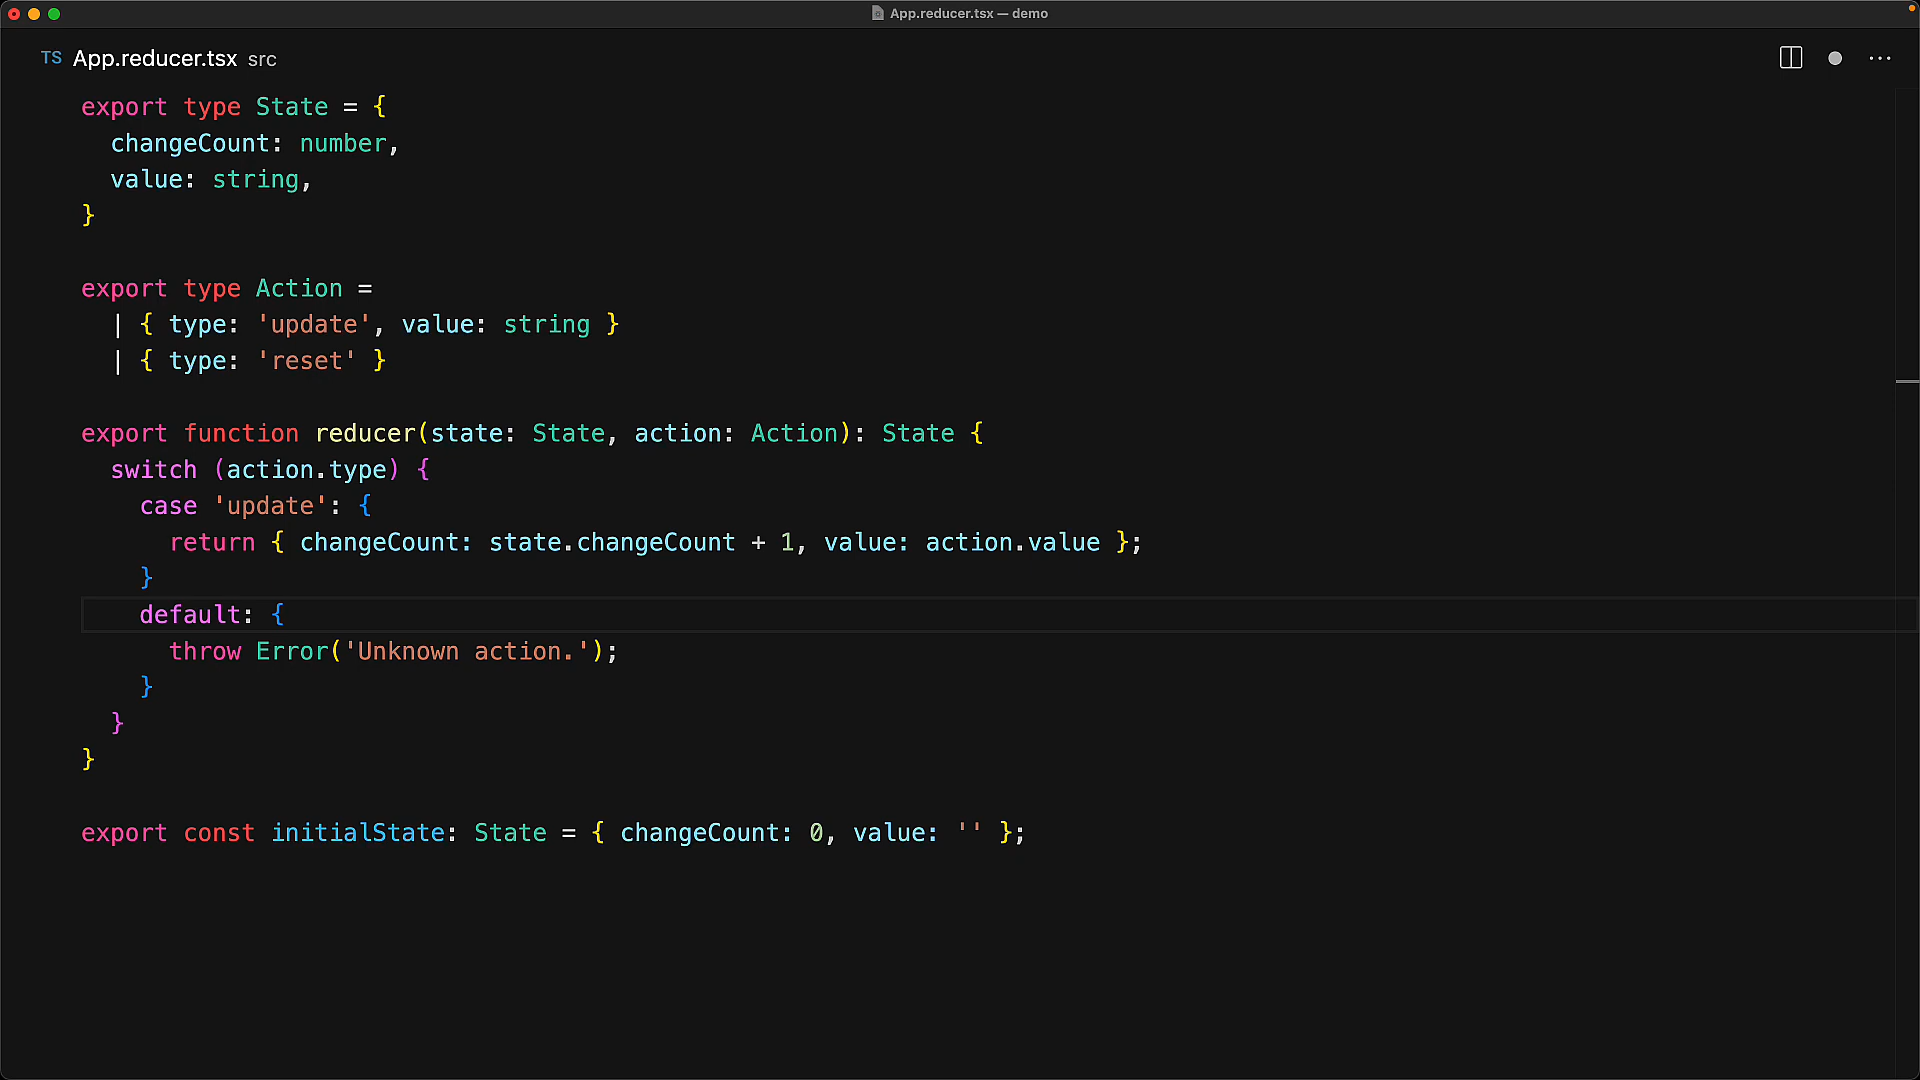 App.reducer.tsx — demo
TS App.reducer.tsx src
export type State = {
  changeCount: number,
  value: string,
}

export type Action =
  | { type: 'update', value: string }
  | { type: 'reset' }

export function reducer(state: State, action: Action): State {
  switch (action.type) {
    case 'update': {
      return { changeCount: state.changeCount + 1, value: action.value };
    }
    default: {
      throw Error('Unknown action.');
    }
  }
}

export const initialState: State = { changeCount: 0, value: '' };